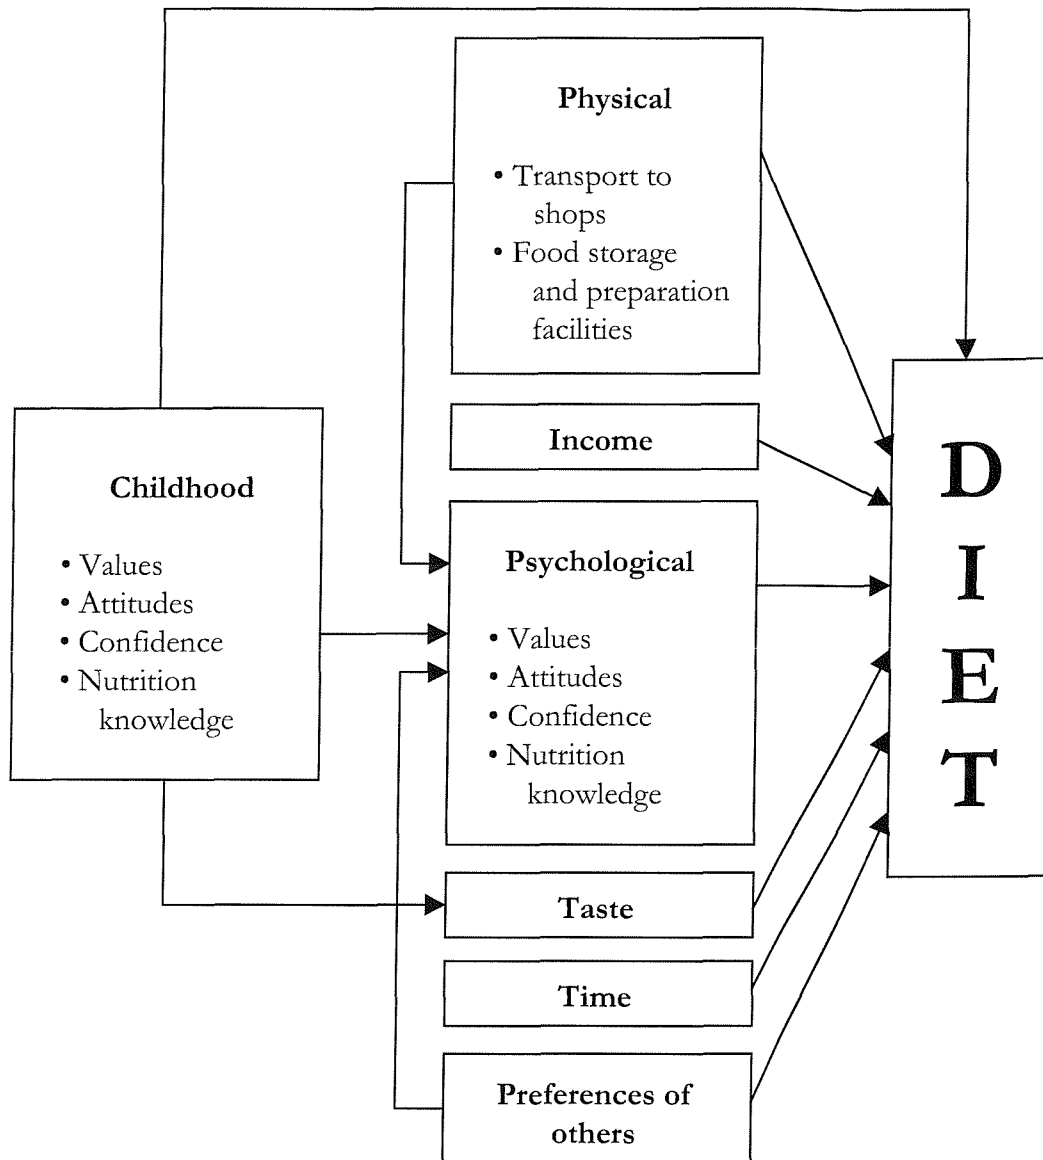 Physical
• Transport to
shops
• Food storage
and preparation
facilities
Income
Childhood
• Values
• Attitudes
• Confidence
• Nutrition
knowledge
Psychological
• Values
• Attitudes
• Confidence
• Nutrition
knowledge
Taste
Time
Preferences of
others
D
I
E
T